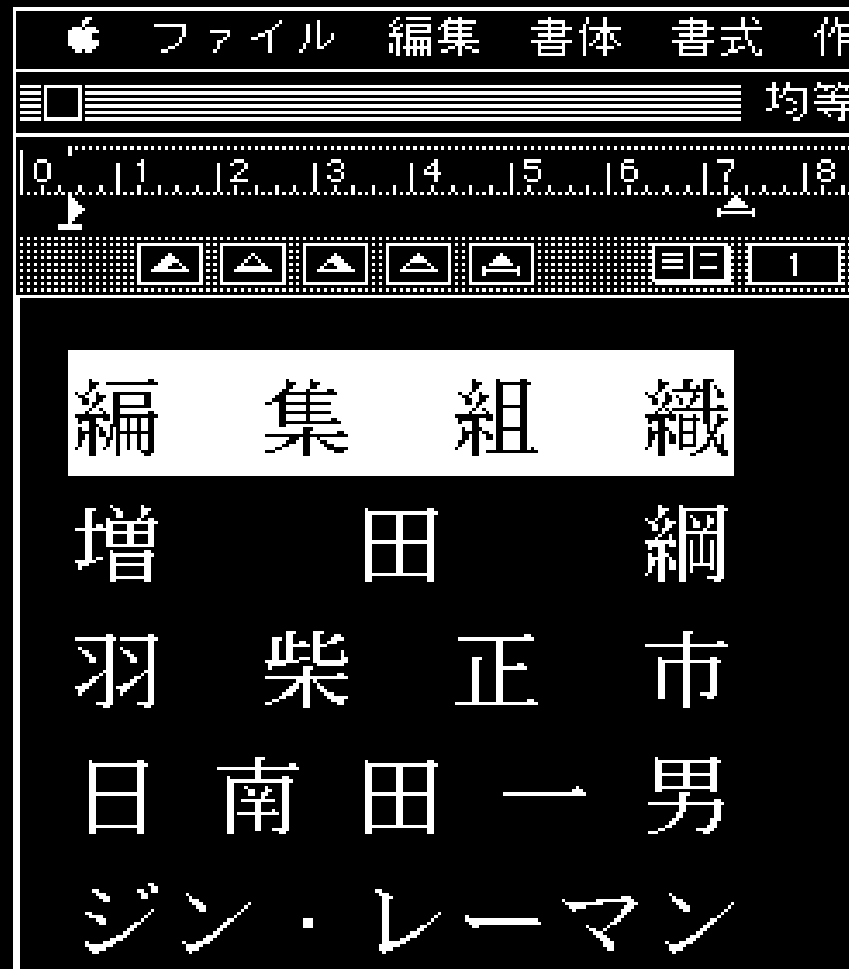 ファイル 編集 書体 書式 作
均等
0 1 2 3 4 5 6 7 8
1
編集組織
増田綱
羽柴正市
日南田一男
ジン・レーマン